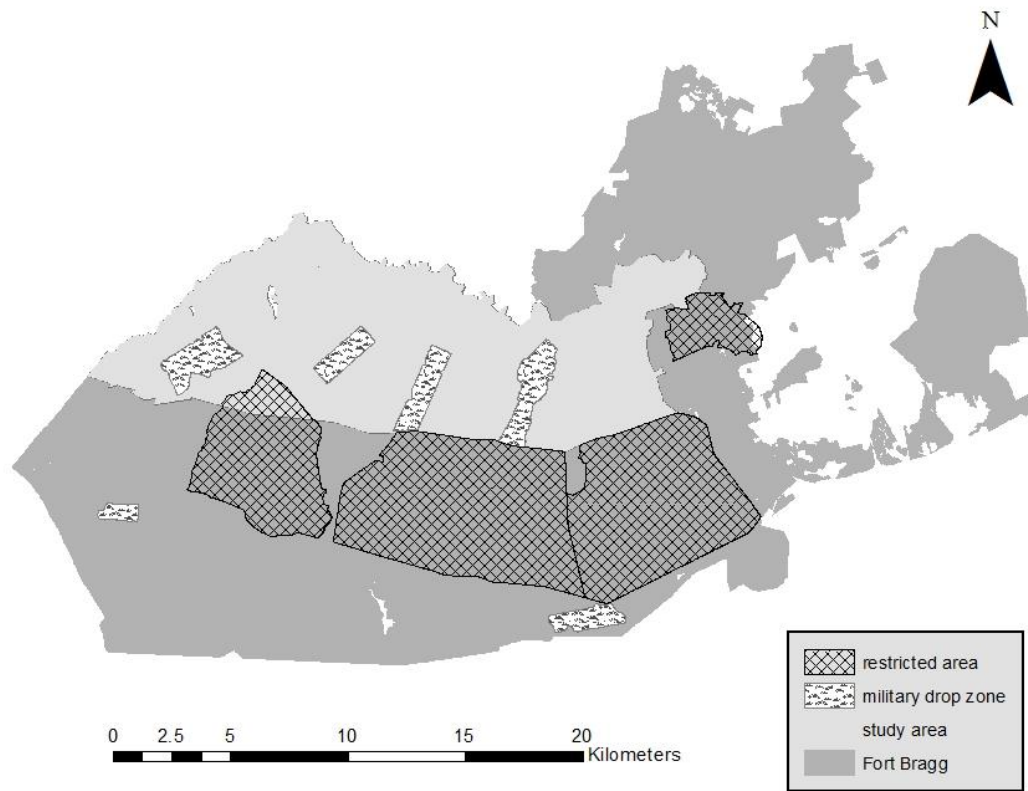 N
restricted area
military drop zone
study area
Fort Bragg
0 2.5 5 10 15 20
Kilometers